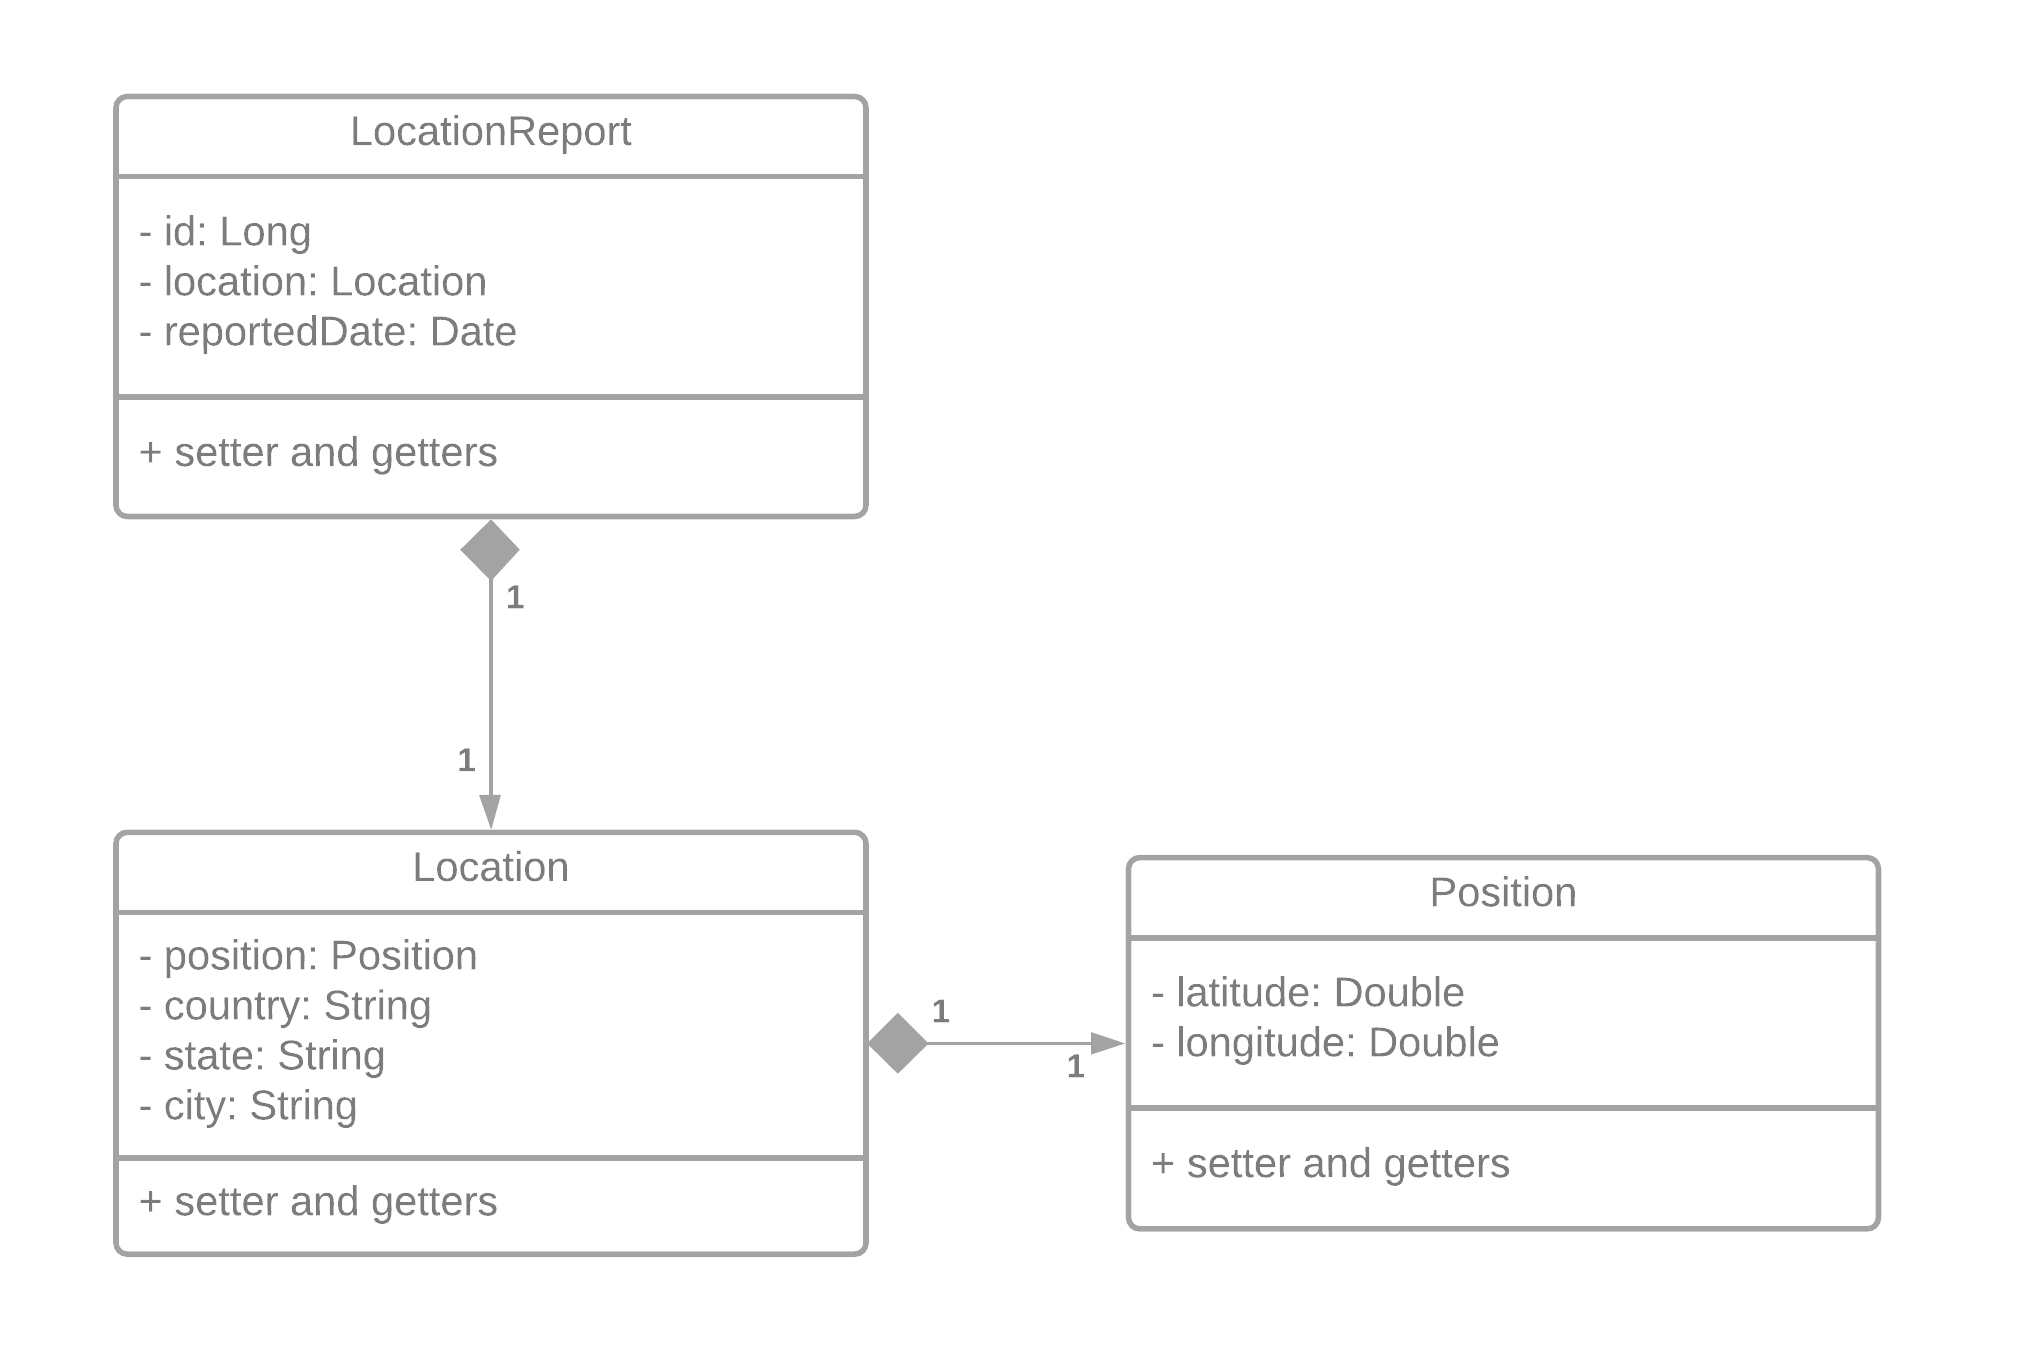 LocationReport
- id: Long
- location: Location
- reportedDate: Date
+ setter and getters
1
1
Location
- position: Position
- country: String
- state: String
- city: String
+ setter and getters
1
1
Position
- latitude: Double
- longitude: Double
+ setter and getters